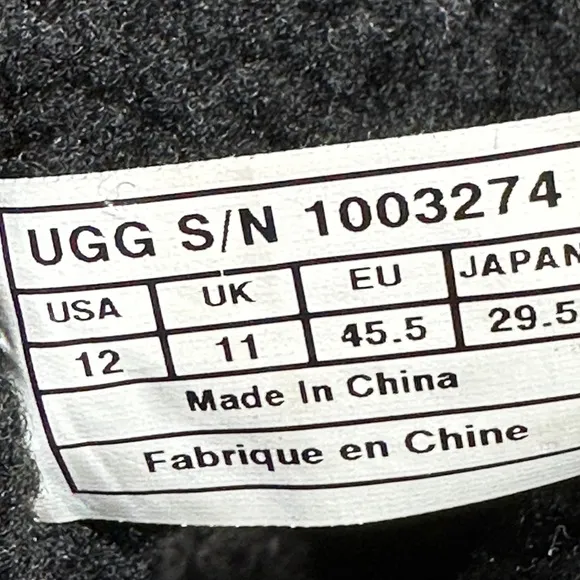 UGG S/N 1003274
USA UK EU JAPAN
12 11 45.5 29.5
Made In China
Fabrique en Chine